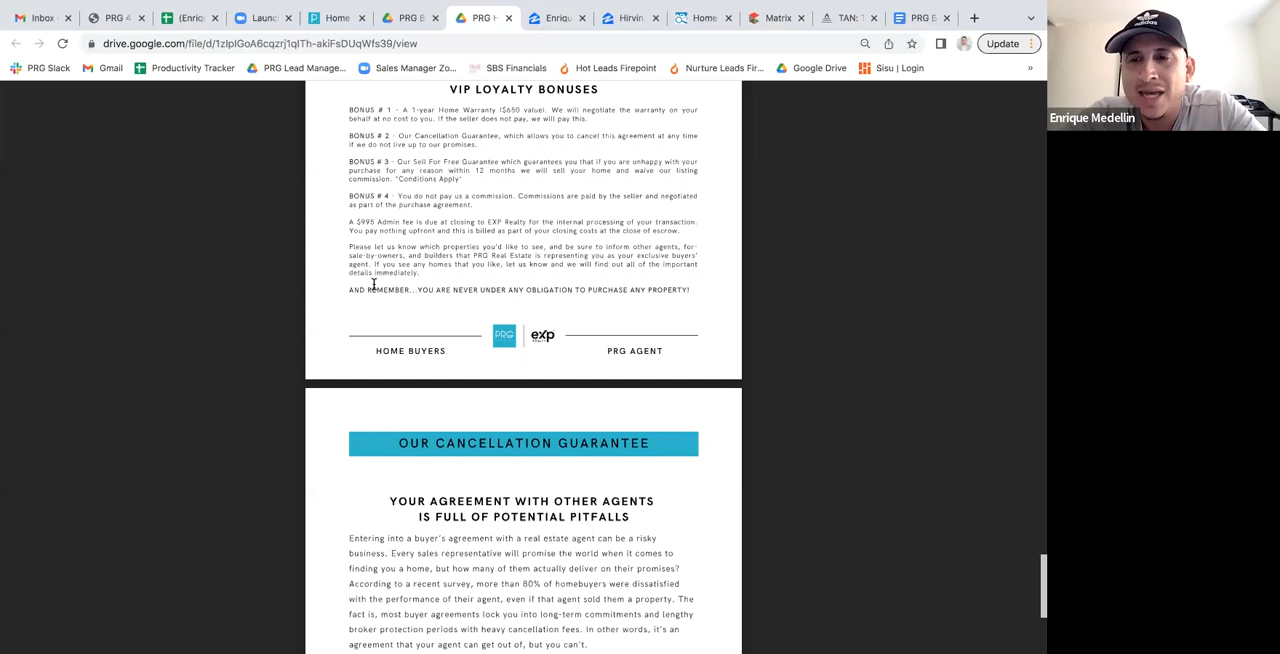 Inbox
PRG 4
(Enriq
Launc
Home
PRG B
PRG H
Enriqu
Hirvin
Home
Matrix
TAN: T
PRG B
drive.google.com/file/d/1zIpIGoA6cqzrj1qITh-akiFsDUqWfs39/view
Update
PRG Slack
Gmail
Productivity Tracker
PRG Lead Manage...
Sales Manager Zo...
SBS Financials
Hot Leads Firepoint
Nurture Leads Fir...
Google Drive
Sisu | Login
»
Enrique Medellin
VIP LOYALTY BONUSES
BONUS # 1 - A 1-year Home Warranty ($650 value). We will negotiate the warranty on your
behalf at no cost to you. If the seller does not pay, we will pay this.
BONUS # 2 - Our Cancellation Guarantee, which allows you to cancel this agreement at any time
if we do not live up to our promises.
BONUS # 3 - Our Sell For Free Guarantee which guarantees you that if you are unhappy with your
purchase for any reason within 12 months we will sell your home and waive our listing
commission. "Conditions Apply"
BONUS # 4 - You do not pay us a commission. Commissions are paid by the seller and negotiated
as part of the purchase agreement.
A $995 Admin fee is due at closing to EXP Realty for the internal processing of your transaction.
You pay nothing upfront and this is billed as part of your closing costs at the close of escrow.
Please let us know which properties you'd like to see, and be sure to inform other agents, for-
sale-by-owners, and builders that PRG Real Estate is representing you as your exclusive buyers'
agent. If you see any homes that you like, let us know and we will find out all of the important
details immediately.
AND REMEMBER...YOU ARE NEVER UNDER ANY OBLIGATION TO PURCHASE ANY PROPERTY!
PRG
exp
REALTY
HOME BUYERS
PRG AGENT
OUR CANCELLATION GUARANTEE
YOUR AGREEMENT WITH OTHER AGENTS
IS FULL OF POTENTIAL PITFALLS
Entering into a buyer's agreement with a real estate agent can be a risky
business. Every sales representative will promise the world when it comes to
finding you a home, but how many of them actually deliver on their promises?
According to a recent survey, more than 80% of homebuyers were dissatisfied
with the performance of their agent, even if that agent sold them a property. The
fact is, most buyer agreements lock you into long-term commitments and lengthy
broker protection periods with heavy cancellation fees. In other words, it's an
agreement that your agent can get out of, but you can't.